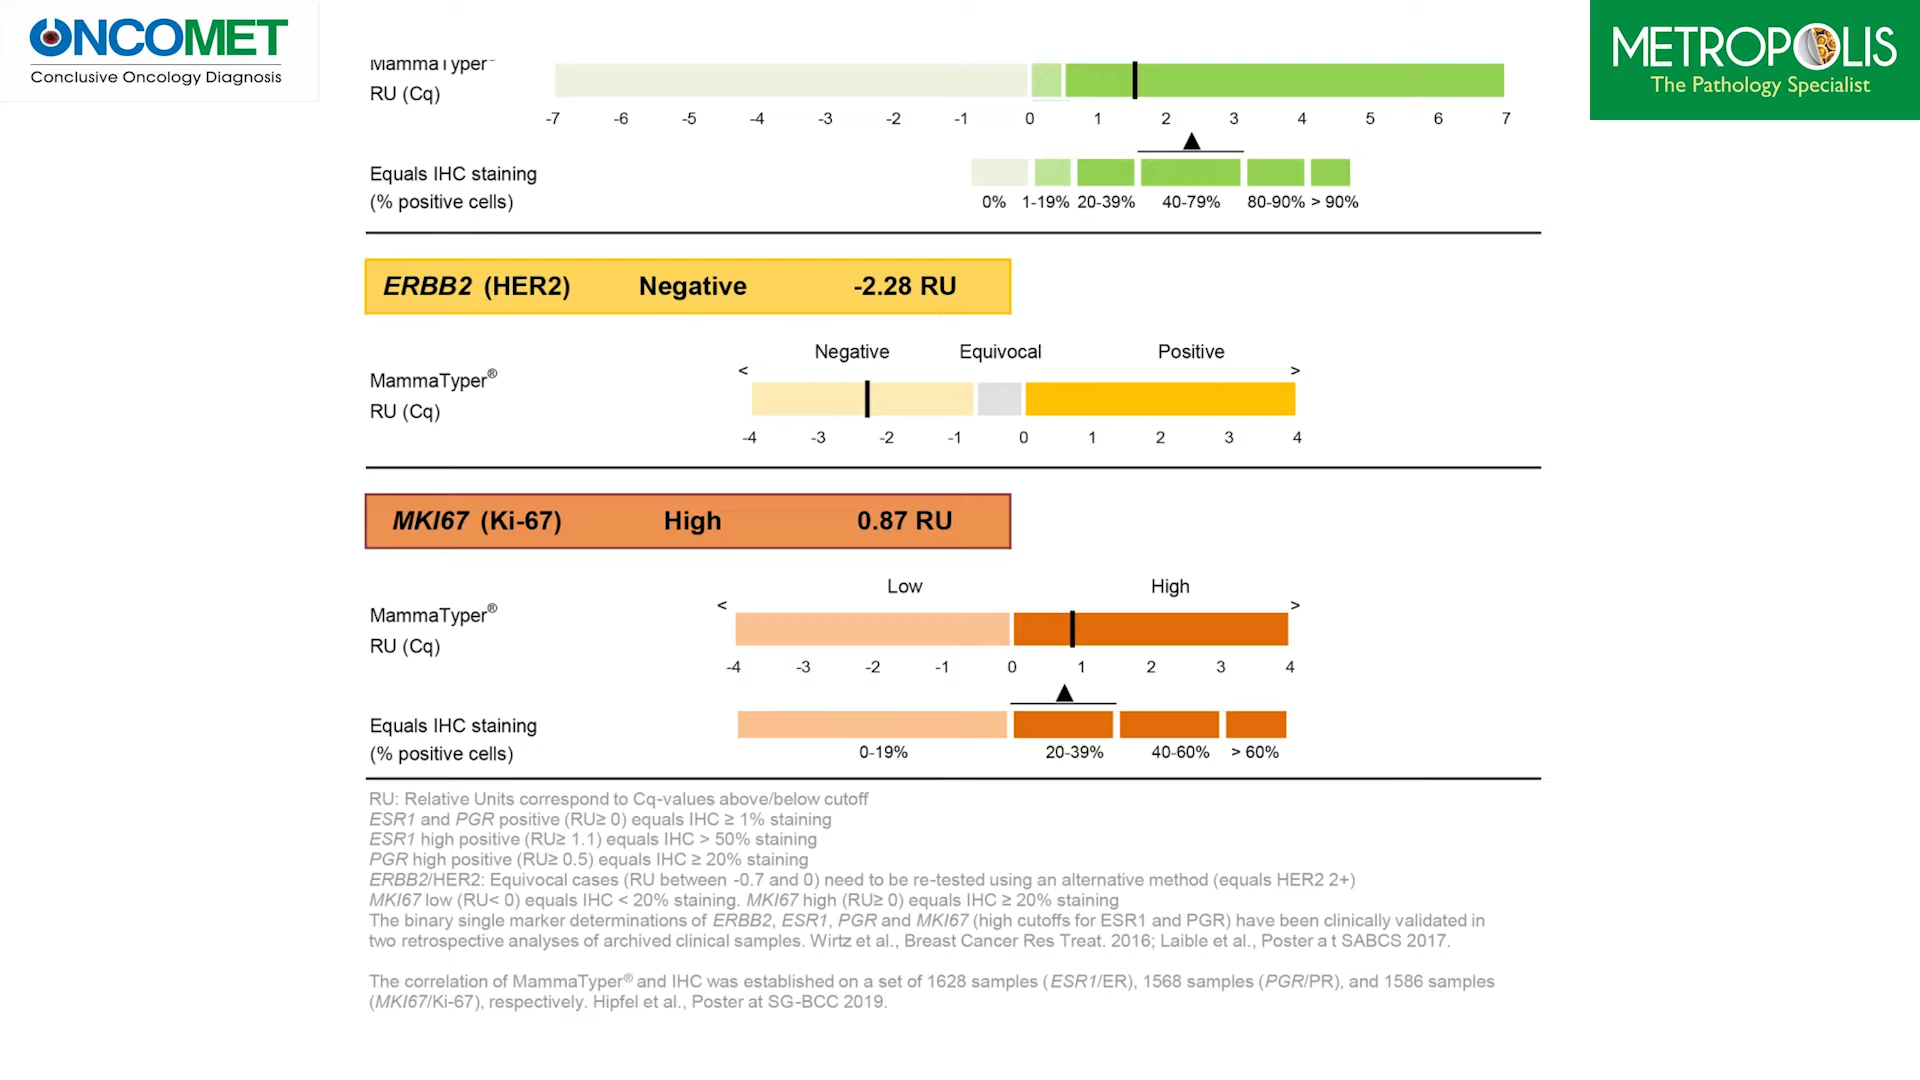 ONCOMET
Conclusive Oncology Diagnosis
METROPOLIS
The Pathology Specialist
MammaTyper
RU (Cq)
-7 -6 -5 -4 -3 -2 -1 0 1 2 3 4 5 6 7
Equals IHC staining
(% positive cells)
0% 1-19% 20-39% 40-79% 80-90% > 90%
ERBB2 (HER2) Negative -2.28 RU
Negative Equivocal Positive
< >
MammaTyper®
RU (Cq)
-4 -3 -2 -1 0 1 2 3 4
MKI67 (Ki-67) High 0.87 RU
Low High
< >
MammaTyper®
RU (Cq)
-4 -3 -2 -1 0 1 2 3 4
Equals IHC staining
(% positive cells)
0-19% 20-39% 40-60% > 60%
RU: Relative Units correspond to Cq-values above/below cutoff
ESR1 and PGR positive (RU≥ 0) equals IHC ≥ 1% staining
ESR1 high positive (RU≥ 1.1) equals IHC > 50% staining
PGR high positive (RU≥ 0.5) equals IHC ≥ 20% staining
ERBB2/HER2: Equivocal cases (RU between -0.7 and 0) need to be re-tested using an alternative method (equals HER2 2+)
MKI67 low (RU< 0) equals IHC < 20% staining. MKI67 high (RU≥ 0) equals IHC ≥ 20% staining
The binary single marker determinations of ERBB2, ESR1, PGR and MKI67 (high cutoffs for ESR1 and PGR) have been clinically validated in
two retrospective analyses of archived clinical samples. Wirtz et al., Breast Cancer Res Treat. 2016; Laible et al., Poster a t SABCS 2017.
The correlation of MammaTyper® and IHC was established on a set of 1628 samples (ESR1/ER), 1568 samples (PGR/PR), and 1586 samples
(MKI67/Ki-67), respectively. Hipfel et al., Poster at SG-BCC 2019.